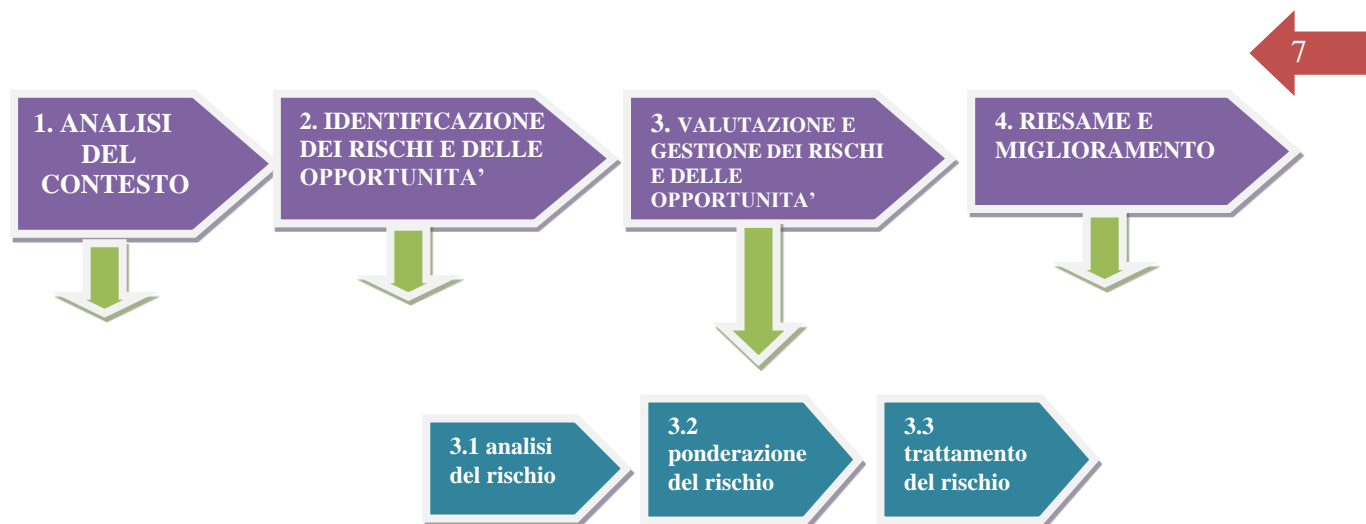 7
1. ANALISI
DEL
CONTESTO
2. IDENTIFICAZIONE
DEI RISCHI E DELLE
OPPORTUNITA’
3. VALUTAZIONE E
GESTIONE DEI RISCHI
E DELLE
OPPORTUNITA’
4. RIESAME E
MIGLIORAMENTO
3.1 analisi
del rischio
3.2
ponderazione
del rischio
3.3
trattamento
del rischio